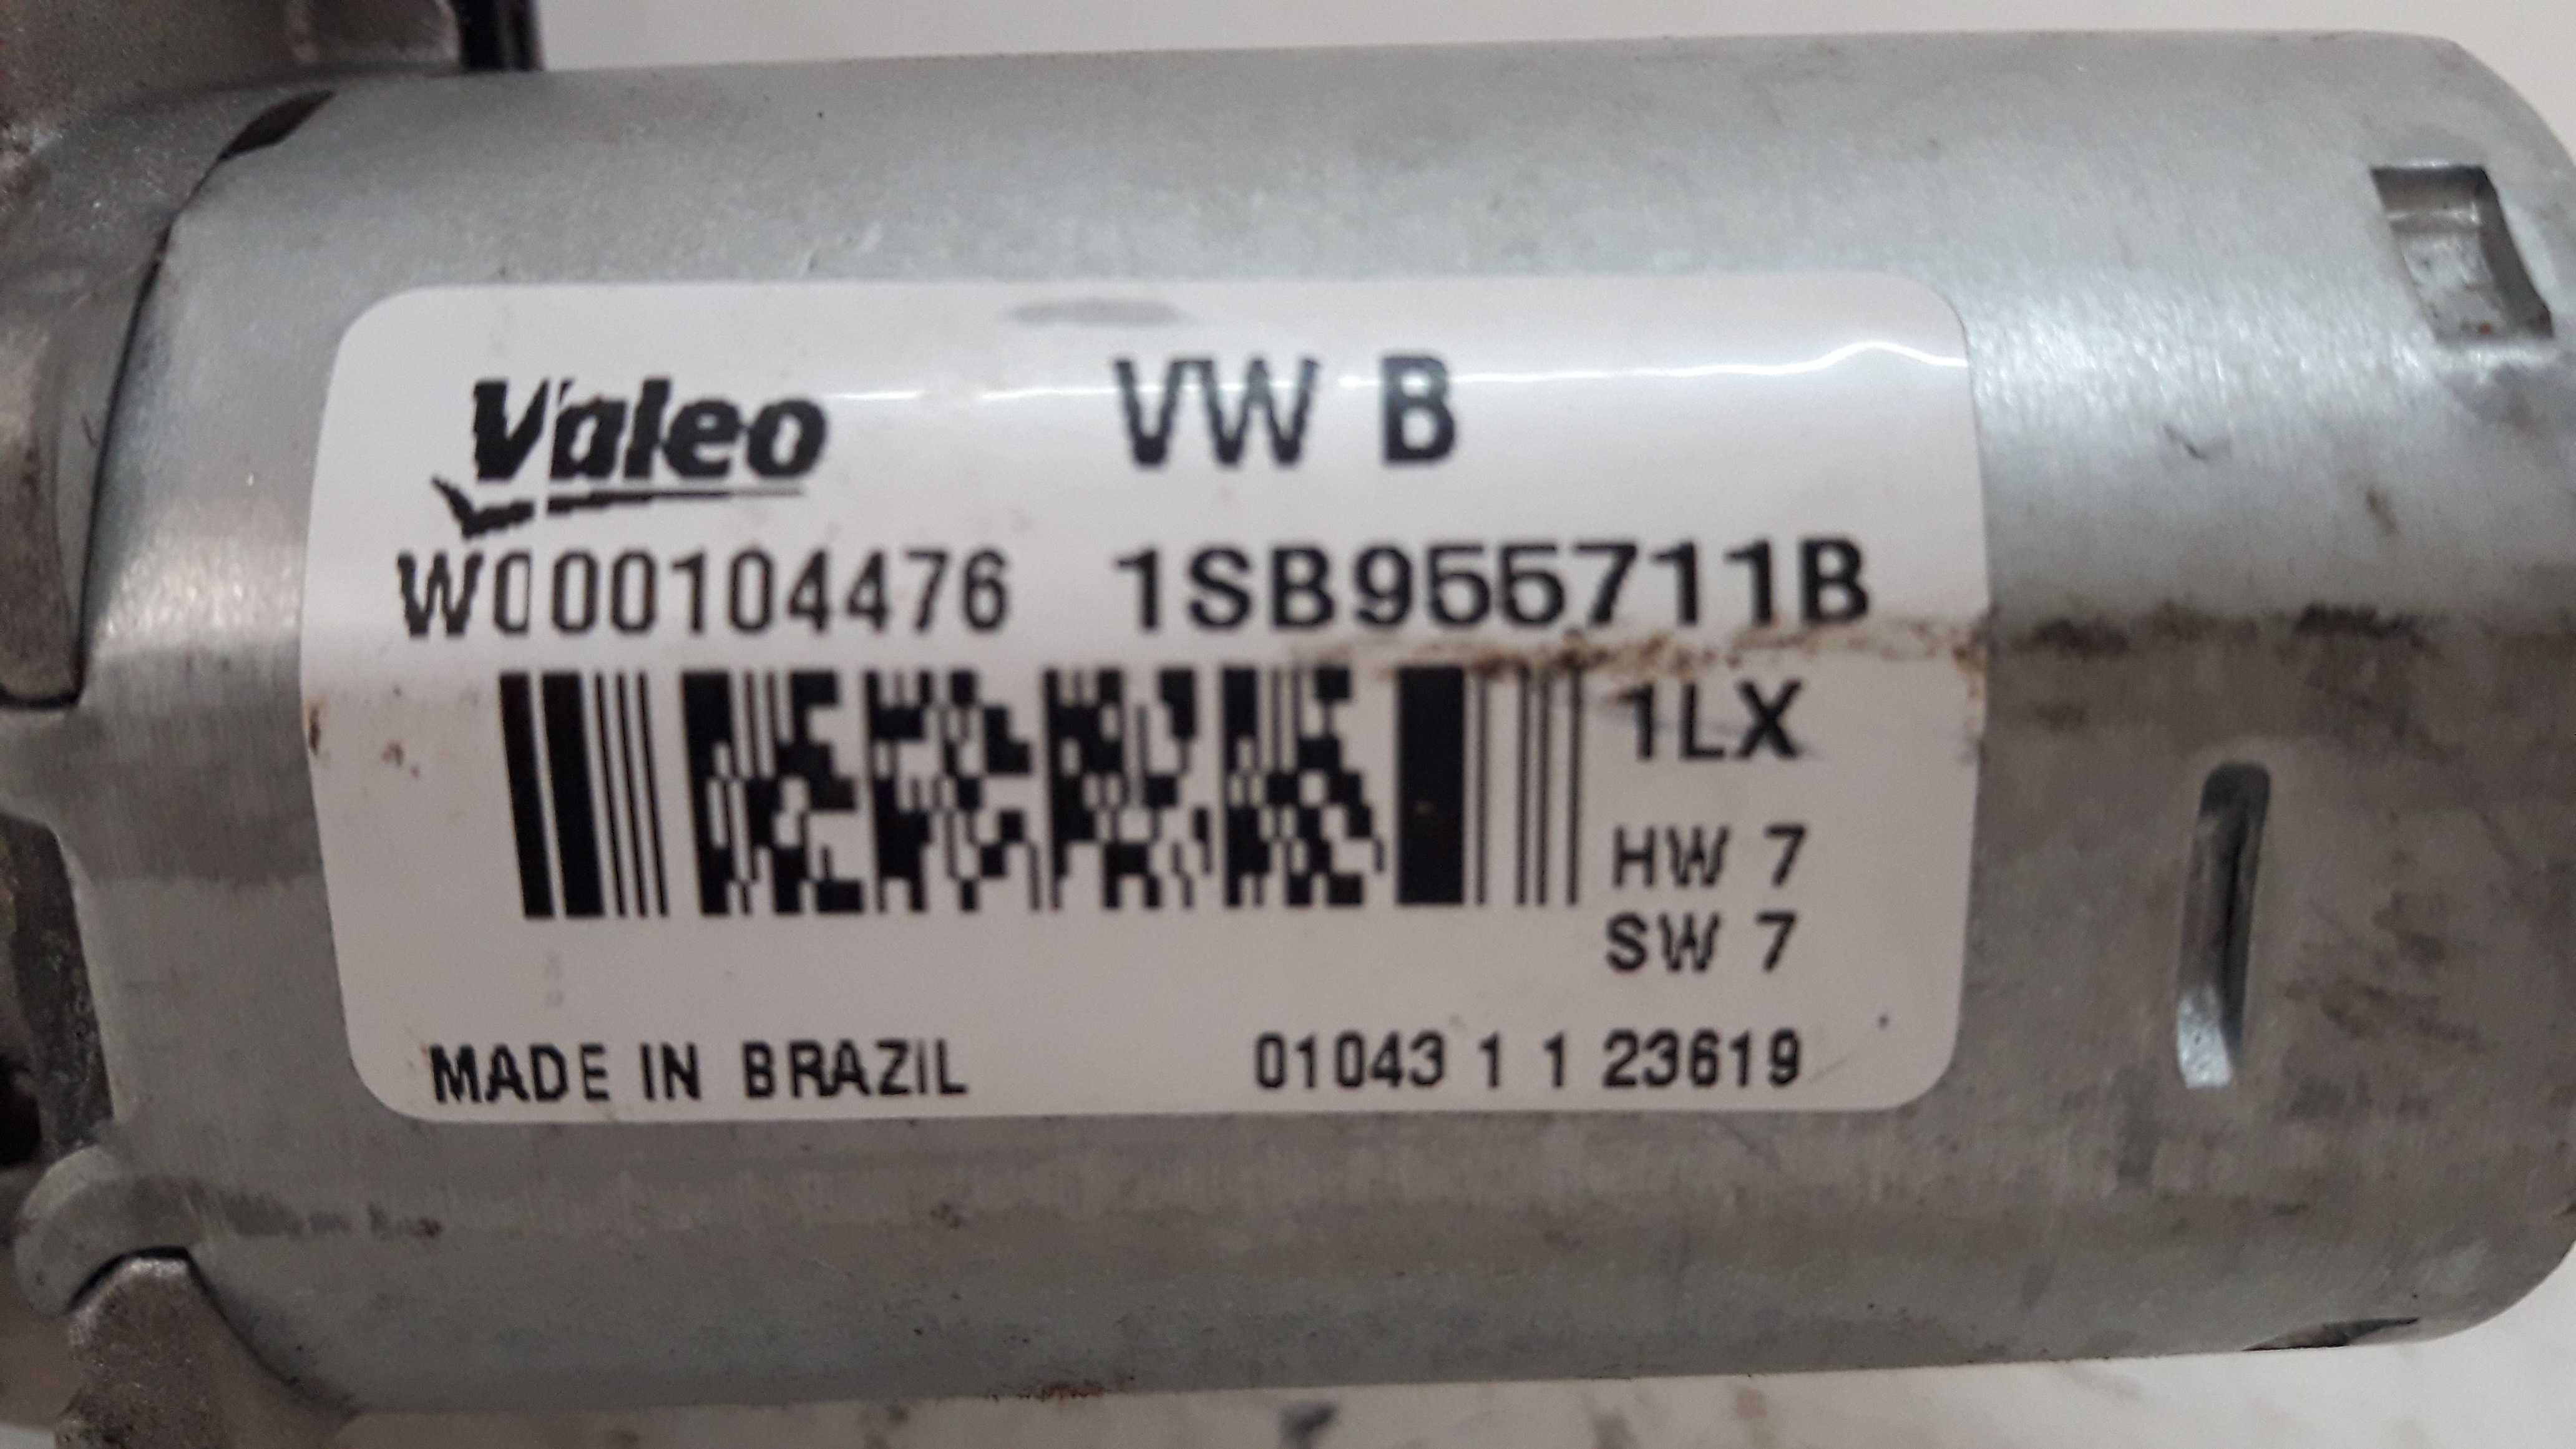 Valeo VW B
W000104476 1SB955711B
1LX
HW 7
SW 7
MADE IN BRAZIL 01043 1 1 23619